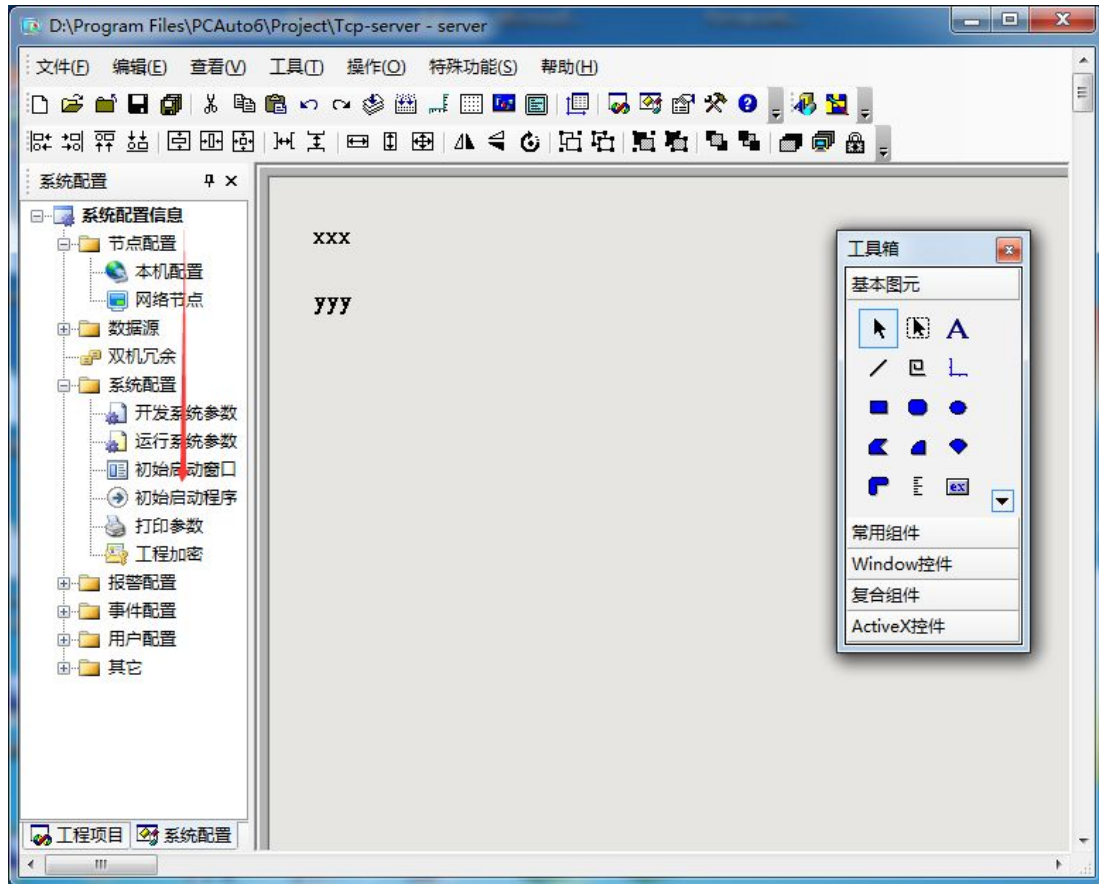 D:\Program Files\PCAuto6\Project\Tcp-server - server
文件(F) 编辑(E) 查看(V) 工具(T) 操作(O) 特殊功能(S) 帮助(H)
系统配置
系统配置信息
节点配置
本机配置
网络节点
数据源
双机冗余
系统配置
开发系统参数
运行系统参数
初始启动窗口
初始启动程序
打印参数
工程加密
报警配置
事件配置
用户配置
其它
工程项目 系统配置
xxx
yyy
工具箱
基本图元
A
ex
常用组件
Window控件
复合组件
ActiveX控件